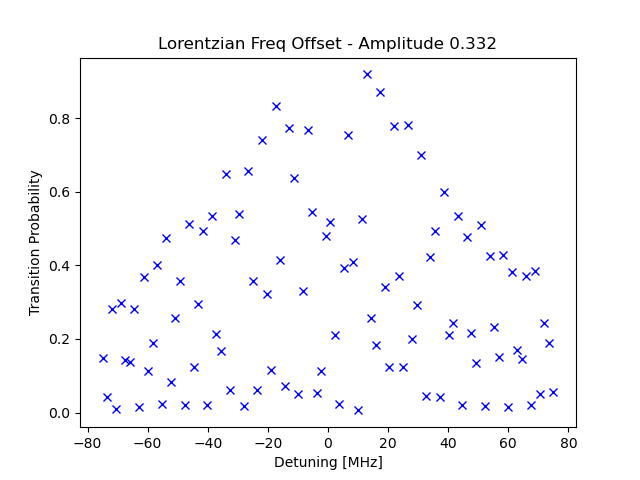 Lorentzian Freq Offset - Amplitude 0.332
Transition Probability
0.8
0.6
0.4
0.2
0.0
−80 −60 −40 −20 0 20 40 60 80
Detuning [MHz]